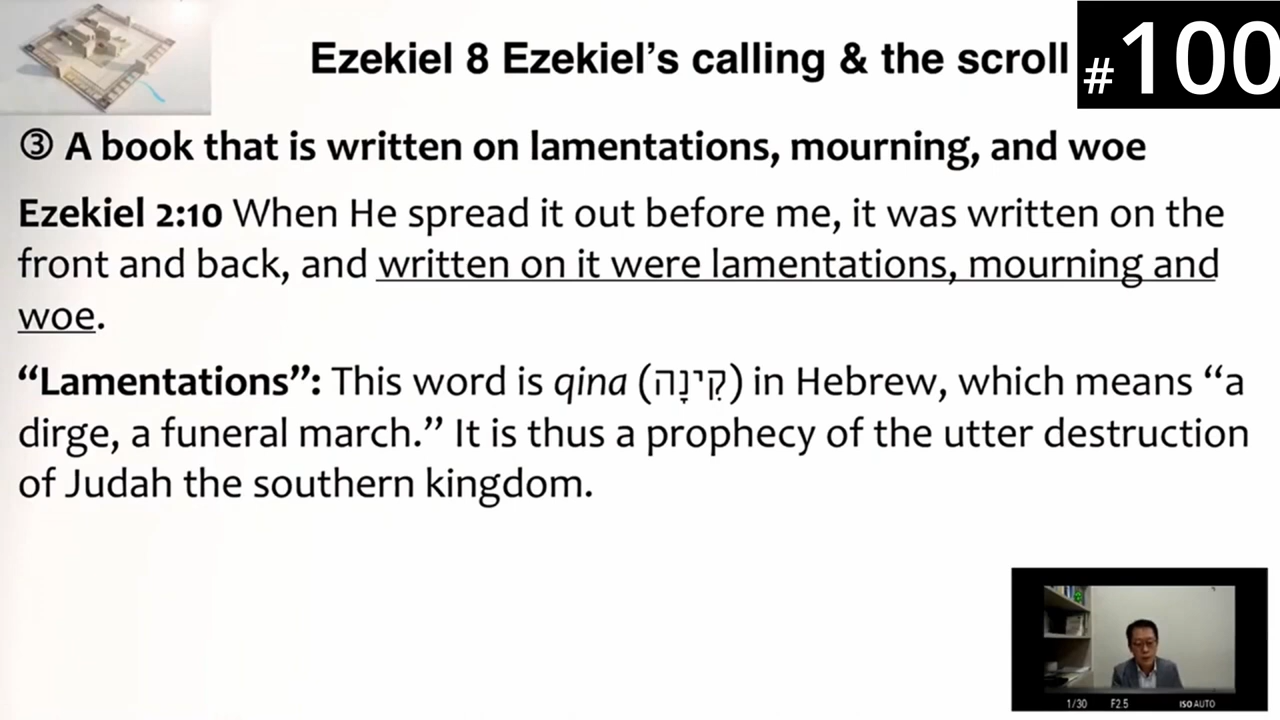 Ezekiel 8 Ezekiel’s calling & the scroll
#100
③ A book that is written on lamentations, mourning, and woe
Ezekiel 2:10 When He spread it out before me, it was written on the
front and back, and written on it were lamentations, mourning and
woe.
“Lamentations”: This word is qina (קִינָה) in Hebrew, which means “a
dirge, a funeral march.” It is thus a prophecy of the utter destruction
of Judah the southern kingdom.
1/30 F2.5 ISO AUTO